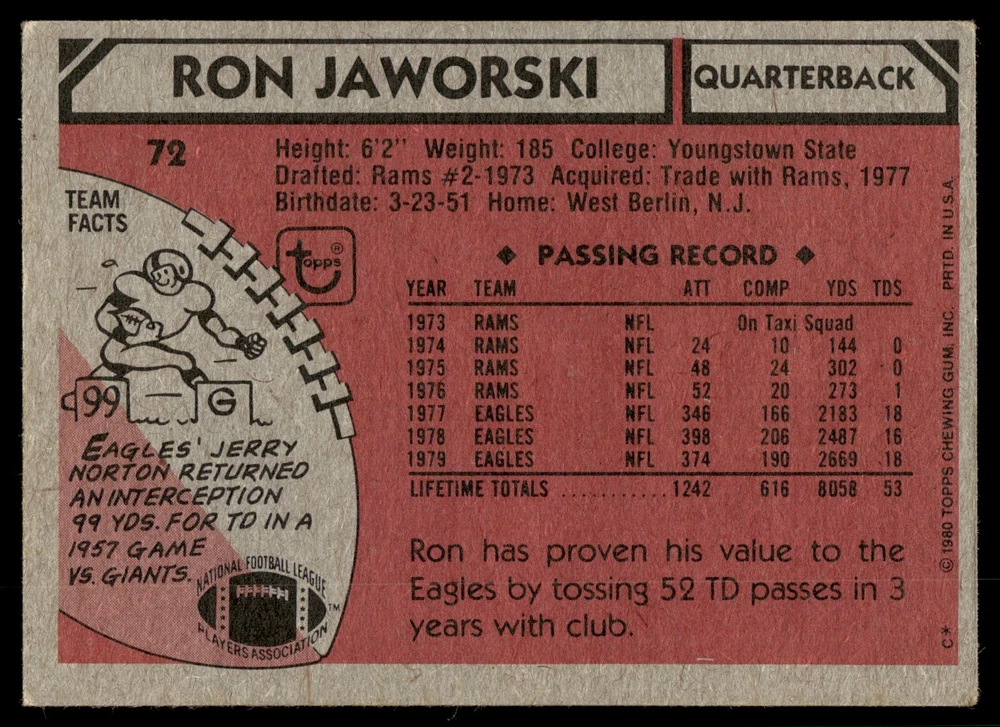 RON JAWORSKI
QUARTERBACK
72
Height: 6'2" Weight: 185 College: Youngstown State
Drafted: Rams #2-1973 Acquired: Trade with Rams, 1977
Birthdate: 3-23-51 Home: West Berlin, N.J.
TEAM
FACTS
topps®
◆ PASSING RECORD ◆
YEAR TEAM ATT COMP YDS TDS
1973 RAMS NFL On Taxi Squad
1974 RAMS NFL 24 10 144 0
1975 RAMS NFL 48 24 302 0
1976 RAMS NFL 52 20 273 1
1977 EAGLES NFL 346 166 2183 18
1978 EAGLES NFL 398 206 2487 16
1979 EAGLES NFL 374 190 2669 18
LIFETIME TOTALS ............ 1242 616 8058 53
99 G
EAGLES' JERRY
NORTON RETURNED
AN INTERCEPTION
99 YDS. FOR TD IN A
1957 GAME
VS. GIANTS.
NATIONAL FOOTBALL LEAGUE
PLAYERS ASSOCIATION
TM
Ron has proven his value to the
Eagles by tossing 52 TD passes in 3
years with club.
C* © 1980 TOPPS CHEWING GUM, INC. PRTD. IN U.S.A.